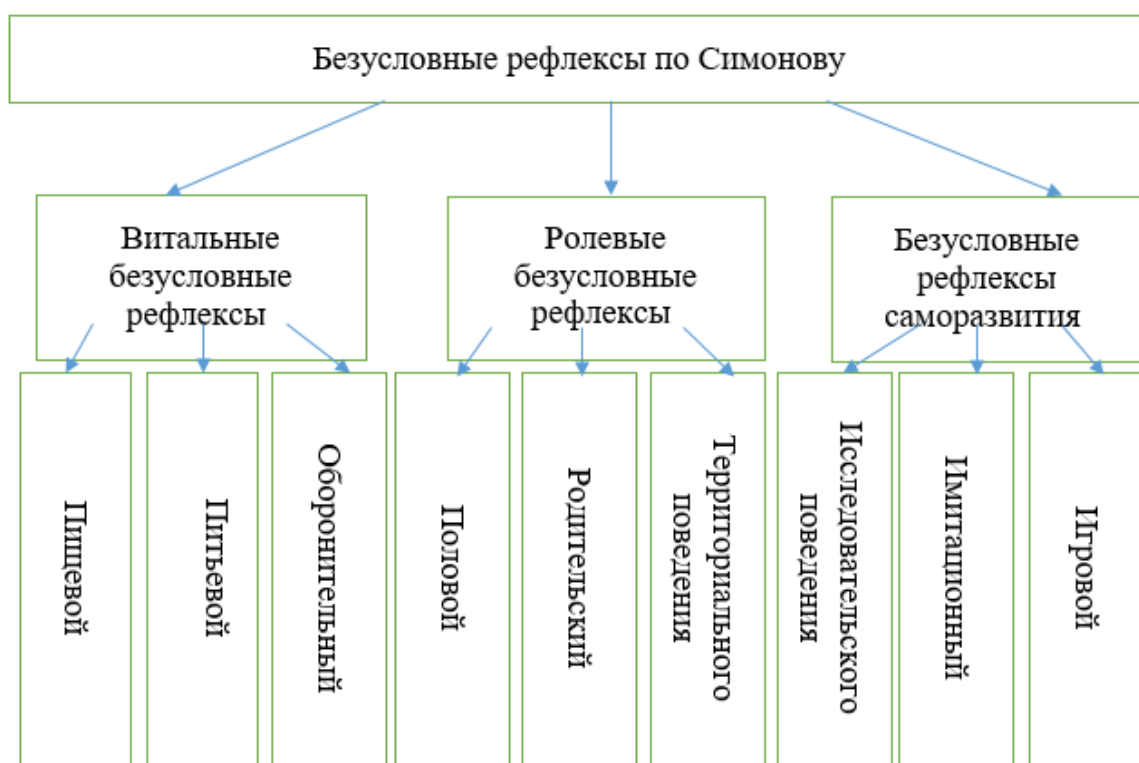 Безусловные рефлексы по Симонову
Витальные
безусловные
рефлексы
Ролевые
безусловные
рефлексы
Безусловные
рефлексы
саморазвития
Пищевой
Питьевой
Оборонительный
Половой
Родительский
Территориального
поведения
Исследовательского
поведения
Имитационный
Игровой